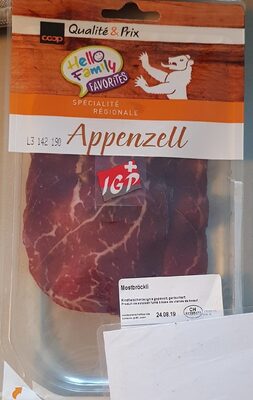 coop
Qualité & Prix
Hello
Family
FAVORITES
SPÉCIALITÉ
RÉGIONALE
Appenzell
L3 142 190
IGP
Mostbröckli
24.08.19
CH